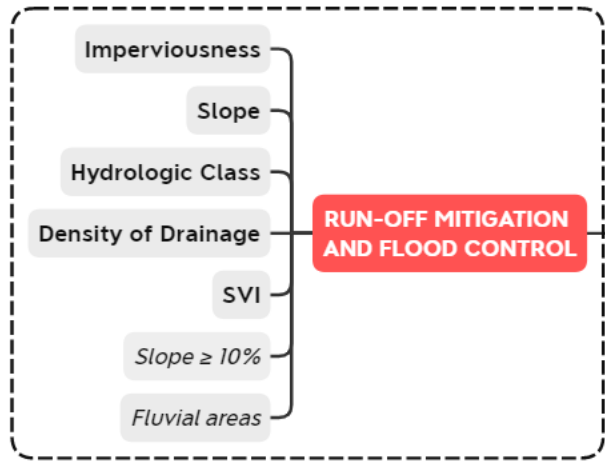 Imperviousness
Slope
Hydrologic Class
Density of Drainage
SVI
Slope ≥ 10%
Fluvial areas
RUN-OFF MITIGATION
AND FLOOD CONTROL